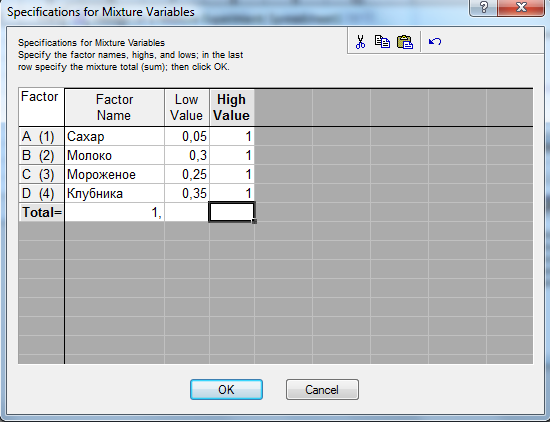 Specifications for Mixture Variables
?
Specifications for Mixture Variables
Specify the factor names, highs, and lows; in the last
row specify the mixture total (sum); then click OK.
Factor Factor Name Low Value High Value
A (1) Сахар 0,05 1
B (2) Молоко 0,3 1
C (3) Мороженое 0,25 1
D (4) Клубника 0,35 1
Total= 1,
OK Cancel